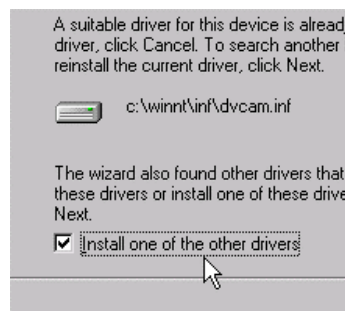 A suitable driver for this device is alread
driver, click Cancel. To search another
reinstall the current driver, click Next.
c:\winnt\inf\dvcam.inf
The wizard also found other drivers that
these drivers or install one of these drive
Next.
Install one of the other drivers